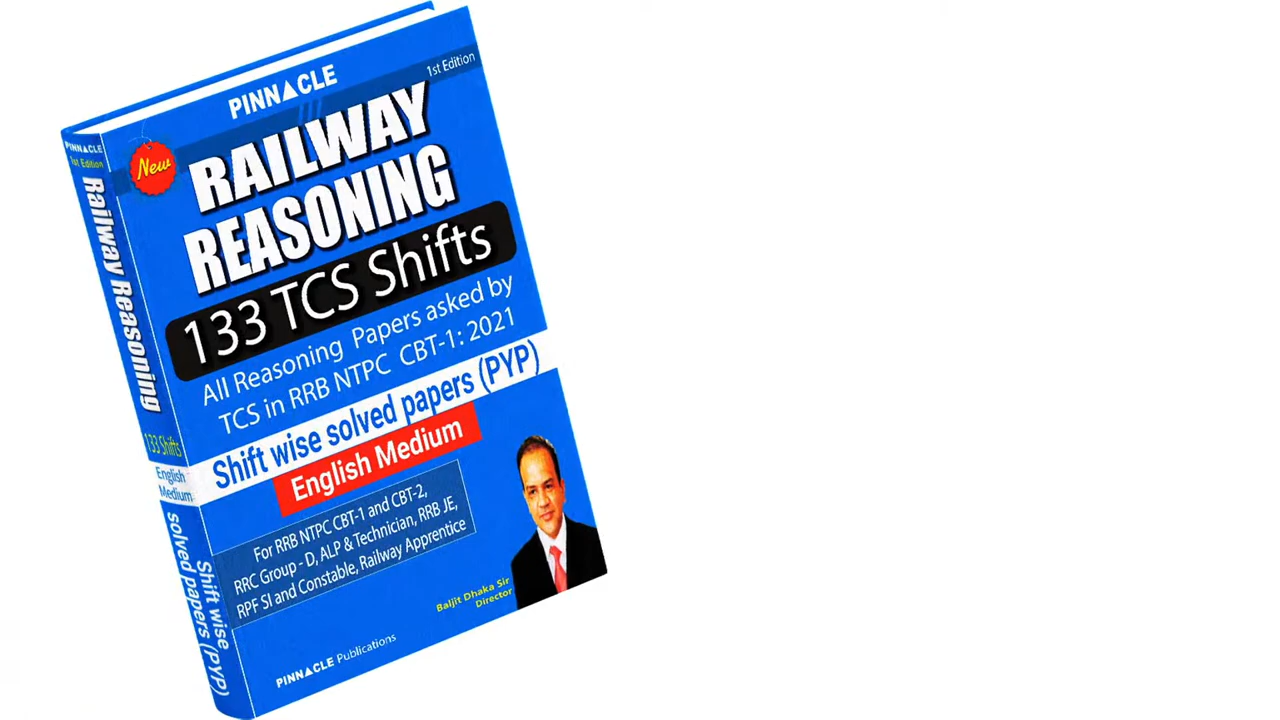 PINNACLE
1st Edition
New
RAILWAY
REASONING
133 TCS Shifts
All Reasoning Papers asked by
TCS in RRB NTPC CBT-1: 2021
Shift wise solved papers (PYP)
English Medium
For RRB NTPC CBT-1 and CBT-2,
RRC Group - D, ALP & Technician, RRB JE,
RPF SI and Constable, Railway Apprentice
Baljit Dhaka Sir
Director
PINNACLE Publications
PINNACLE
1st Edition
Railway Reasoning
133 Shifts
English
Medium
Shift wise
solved papers (PYP)